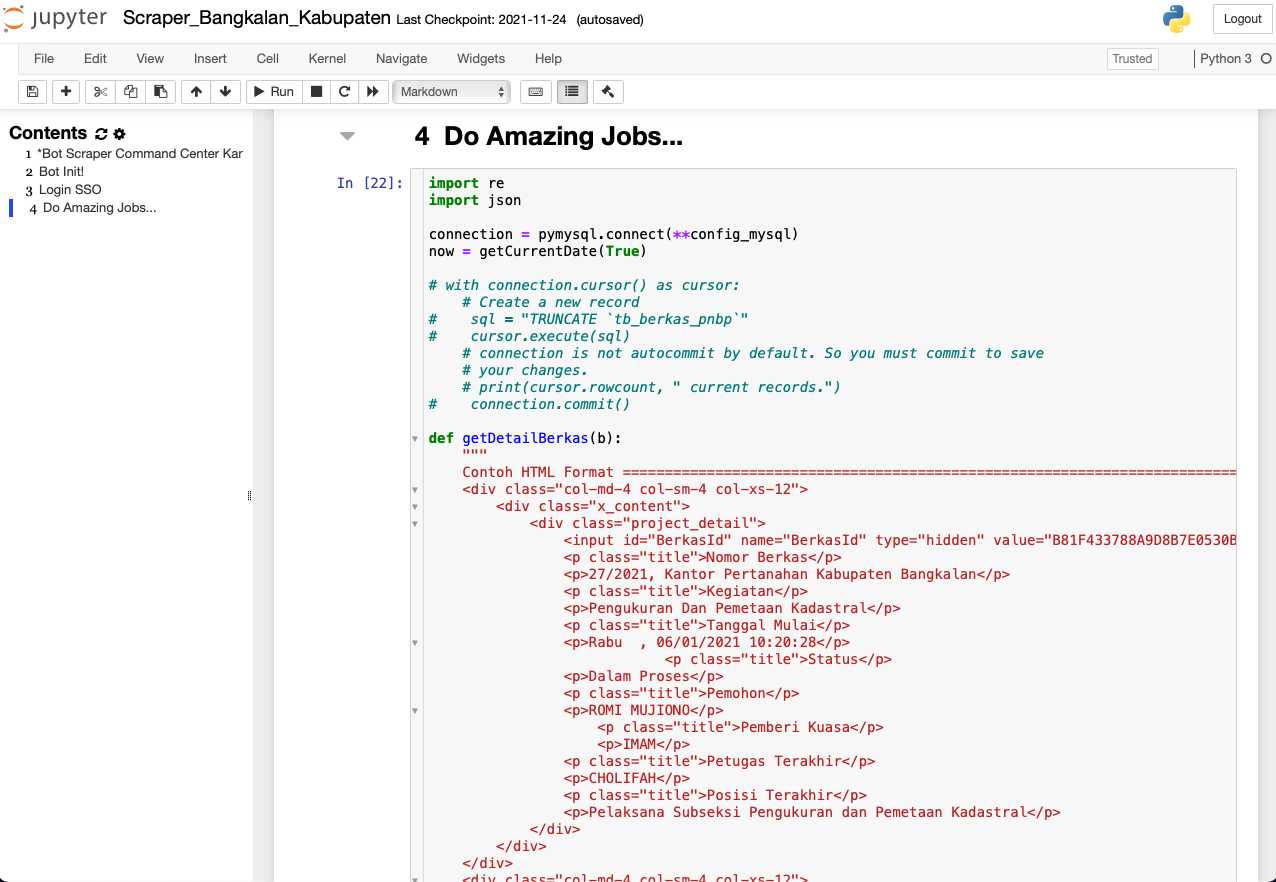 jupyter Scraper_Bangkalan_Kabupaten Last Checkpoint: 2021-11-24 (autosaved)
Logout
File Edit View Insert Cell Kernel Navigate Widgets Help
Trusted
Python 3
Run
Markdown
Contents
1 *Bot Scraper Command Center Kar
2 Bot Init!
3 Login SSO
4 Do Amazing Jobs...
4 Do Amazing Jobs...
In [22]:
import re
import json
connection = pymysql.connect(**config_mysql)
now = getCurrentDate(True)
# with connection.cursor() as cursor:
# Create a new record
# sql = "TRUNCATE `tb_berkas_pnbp`"
# cursor.execute(sql)
# connection is not autocommit by default. So you must commit to save
# your changes.
# print(cursor.rowcount, " current records.")
# connection.commit()
def getDetailBerkas(b):
"""
Contoh HTML Format =========================================================================
<div class="col-md-4 col-sm-4 col-xs-12">
<div class="x_content">
<div class="project_detail">
<input id="BerkasId" name="BerkasId" type="hidden" value="B81F433788A9D8B7E0530B
<p class="title">Nomor Berkas</p>
<p>27/2021, Kantor Pertanahan Kabupaten Bangkalan</p>
<p class="title">Kegiatan</p>
<p>Pengukuran Dan Pemetaan Kadastral</p>
<p class="title">Tanggal Mulai</p>
<p>Rabu , 06/01/2021 10:20:28</p>
<p class="title">Status</p>
<p>Dalam Proses</p>
<p class="title">Pemohon</p>
<p>ROMI MUJIONO</p>
<p class="title">Pemberi Kuasa</p>
<p>IMAM</p>
<p class="title">Petugas Terakhir</p>
<p>CHOLIFAH</p>
<p class="title">Posisi Terakhir</p>
<p>Pelaksana Subseksi Pengukuran dan Pemetaan Kadastral</p>
</div>
</div>
</div>
<div class="col-md-4 col-sm-4 col-xs-12">